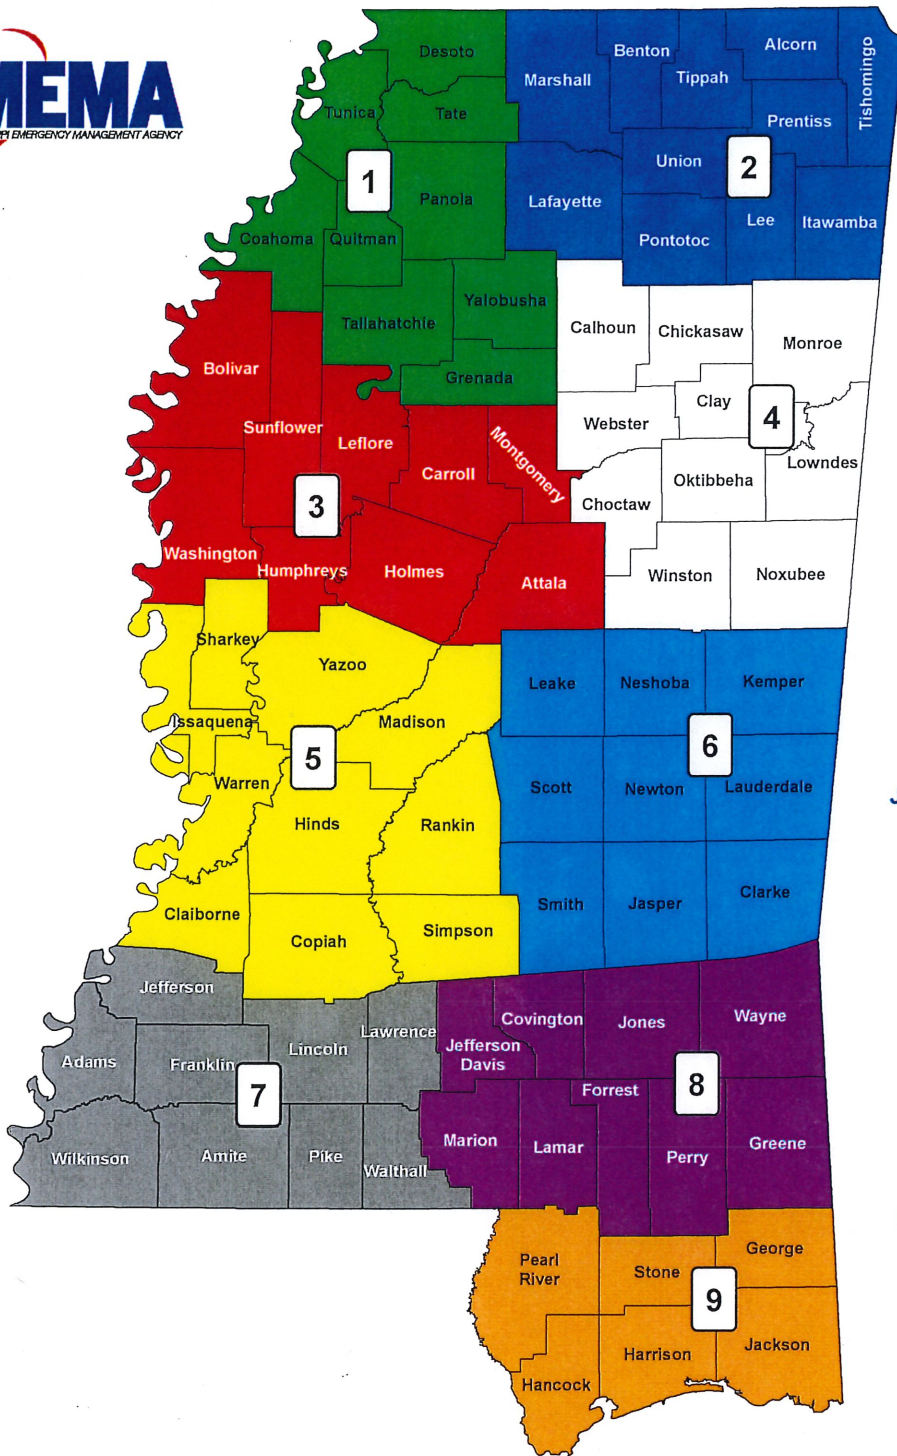 MEMA
PI EMERGENCY MANAGEMENT AGENCY
Desoto
Marshall
Benton
Tippah
Alcorn
Tishomingo
Tunica
Tate
Prentiss
1
2
Union
Panola
Lafayette
Lee
Itawamba
Coahoma
Quitman
Pontotoc
Tallahatchie
Yalobusha
Calhoun
Chickasaw
Monroe
Bolivar
Grenada
Clay
4
Sunflower
Leflore
Webster
Montgomery
Carroll
Lowndes
Oktibbeha
3
Choctaw
Washington
Humphreys
Holmes
Attala
Winston
Noxubee
Sharkey
Yazoo
Leake
Neshoba
Kemper
Issaquena
Madison
5
6
Warren
Scott
Newton
Lauderdale
Hinds
Rankin
Claiborne
Smith
Jasper
Clarke
Copiah
Simpson
Jefferson
Lawrence
Covington
Jones
Wayne
Adams
Franklin
Lincoln
Jefferson
Davis
7
8
Forrest
Wilkinson
Amite
Pike
Walthall
Marion
Lamar
Perry
Greene
Pearl
River
Stone
George
9
Harrison
Jackson
Hancock